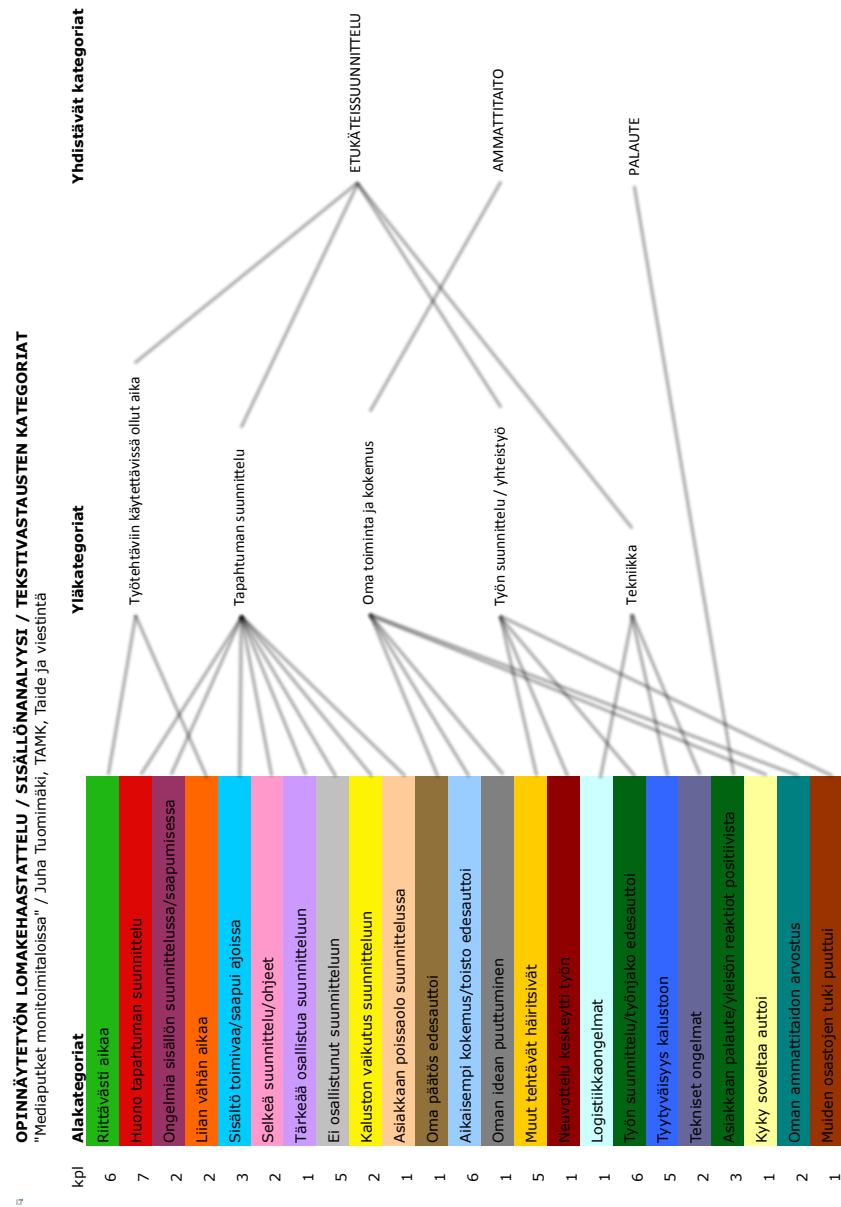 OPINNÄYTETYÖN LOMAKEHAASTATTELU / SISÄLLÖNANALYYSI / TEKSTIVASTAUSTEN KATEGORIAT
"Mediaputket monitoimitaloissa" / Juha Tuomimäki, TAMK, Taide ja viestintä
kpl Alakategoriat Yläkategoriat Yhdistävät kategoriat
6 Riittävästi aikaa
7 Huono tapahtuman suunnittelu
2 Ongelmia sisällön suunnittelussa/saapumisessa
2 Liian vähän aikaa
3 Sisältö toimivaa/saapui ajoissa
2 Selkeä suunnittelu/ohjeet
1 Tärkeää osallistua suunnitteluun
5 Ei osallistunut suunnitteluun
2 Kaluston vaikutus suunnitteluun
1 Asiakkaan poissaolo suunnittelussa
1 Oma päätös edesauttoi
6 Aikaisempi kokemus/toisto edesauttoi
1 Oman idean puuttuminen
5 Muut tehtävät häiritsivät
1 Neuvottelu keskeytti työn
1 Logistiikkaongelmat
6 Työn suunnittelu/työnjako edesauttoi
5 Tyytyväisyys kalustoon
2 Tekniset ongelmat
3 Asiakkaan palaute/yleisön reaktiot positiivista
1 Kyky soveltaa auttoi
2 Oman ammattitaidon arvostus
1 Muiden osastojen tuki puuttui
Työtehtäviin käytettävissä ollut aika
Tapahtuman suunnittelu
Oma toiminta ja kokemus
Työn suunnittelu / yhteistyö
Tekniikka
ETUKÄTEISSUUNNITTELU
AMMATTITAITO
PALAUTE